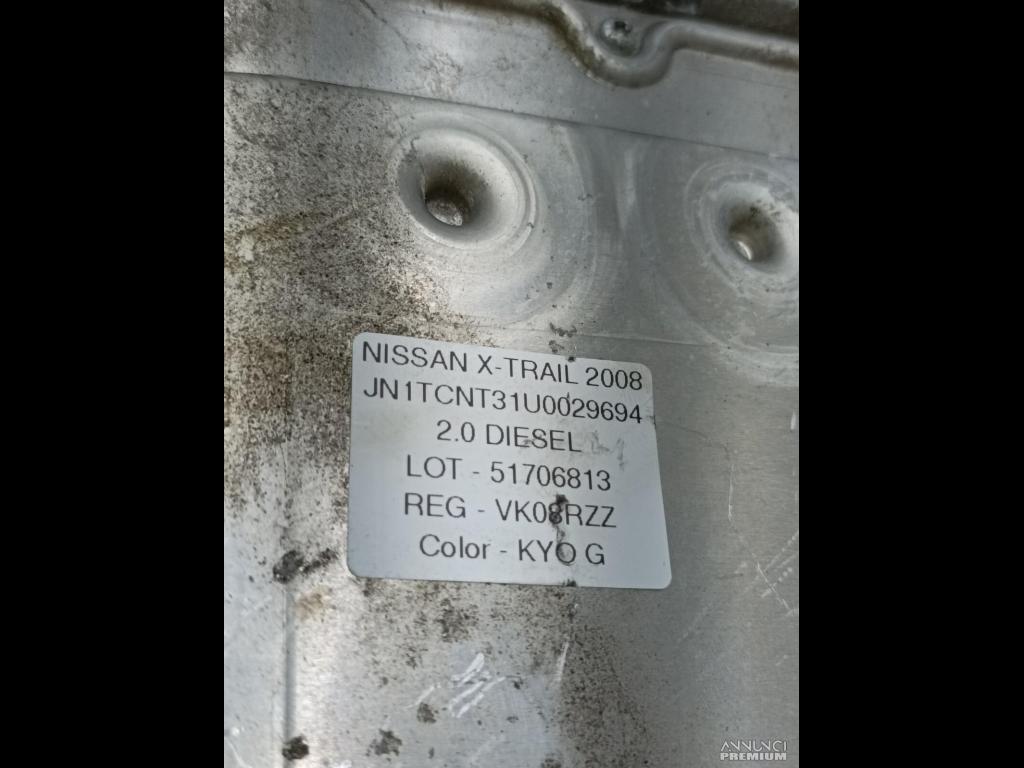 NISSAN X-TRAIL 2008
JN1TCNT31U0029694
2.0 DIESEL
LOT - 51706813
REG - VK08RZZ
Color - KYO G
ANNUNCI
PREMIUM